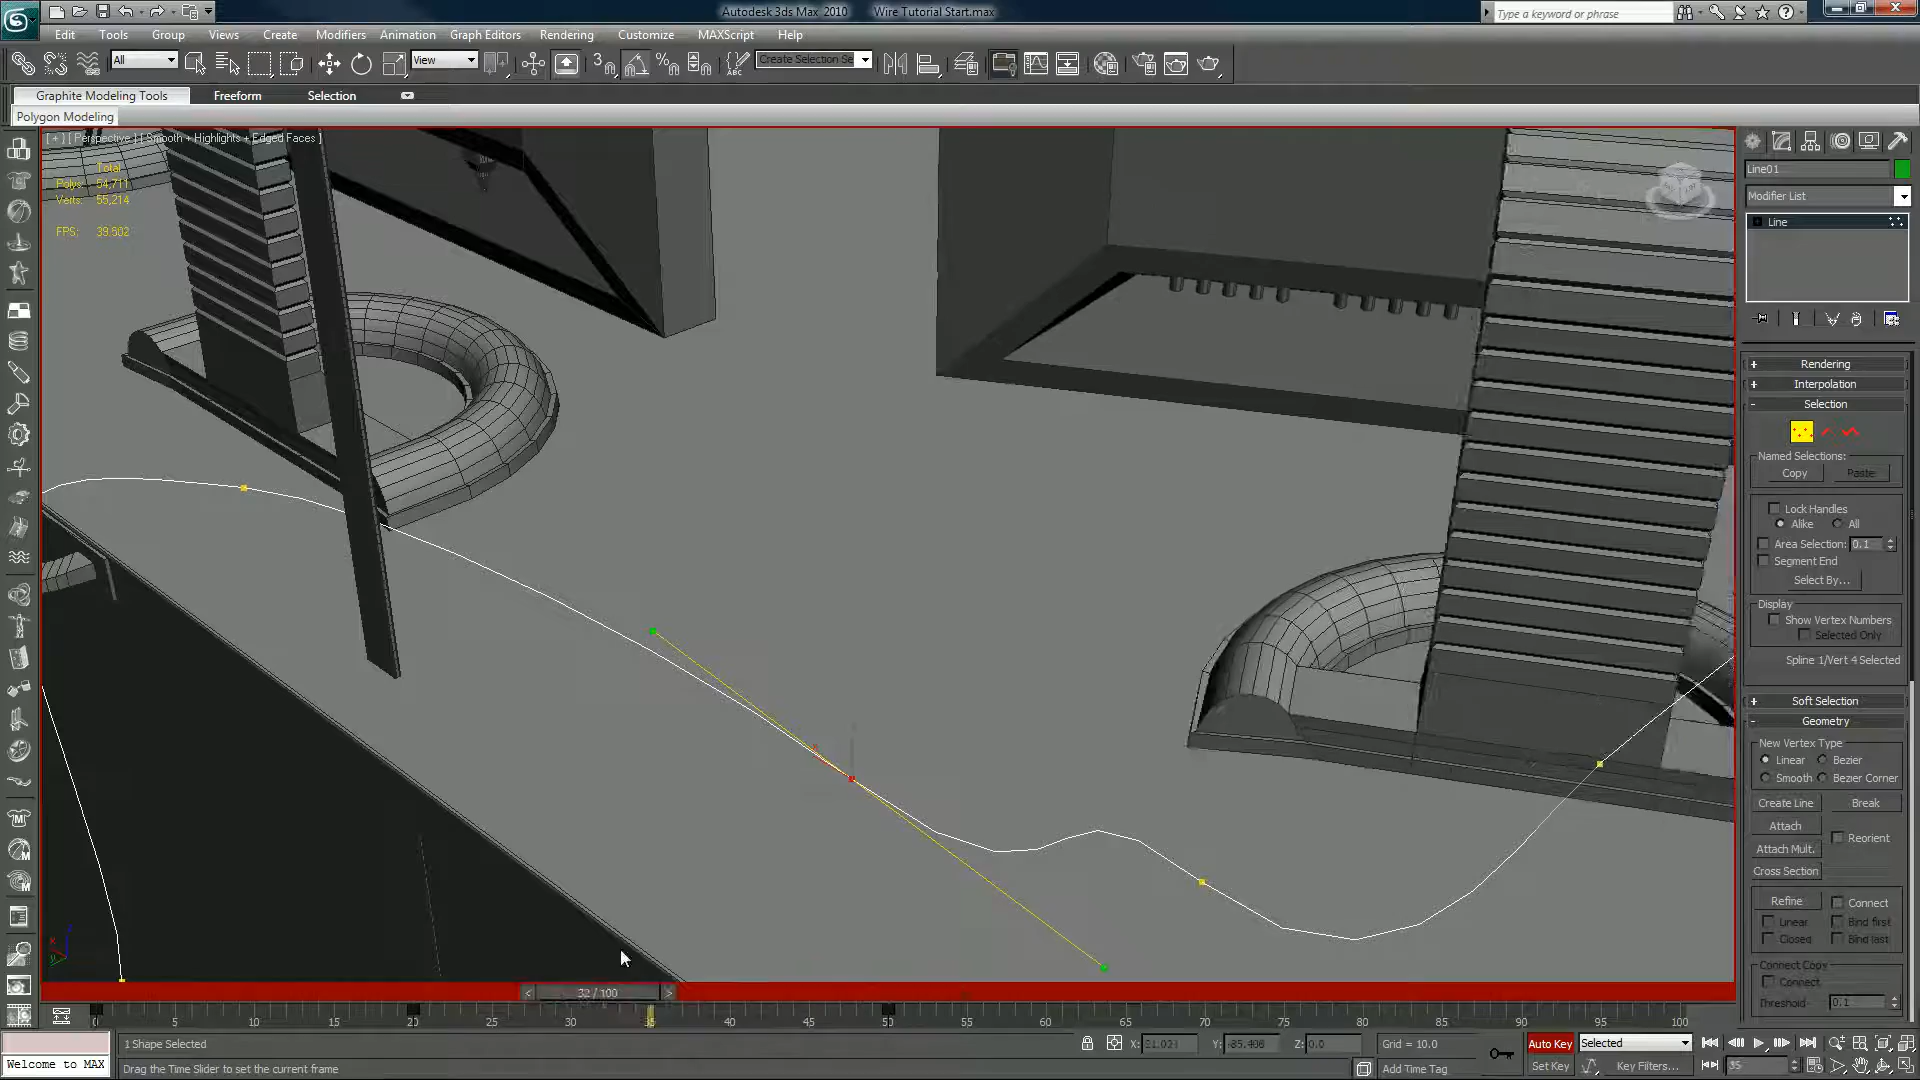 Autodesk 3ds Max 2010 Wire Tutorial Start.max
Type a keyword or phrase
Edit Tools Group Views Create Modifiers Animation Graph Editors Rendering Customize MAXScript Help
All
View
Create Selection Se
Graphite Modeling Tools Freeform Selection
Polygon Modeling
[ + ] [ Perspective ] [ Smooth + Highlights + Edged Faces ]
Total
Polys: 54,711
Verts: 55,214
FPS: 39.602
Line01
Modifier List
Line
Rendering
Interpolation
Selection
Named Selections:
Copy Paste
Lock Handles
Alike All
Area Selection: 0.1
Segment End
Select By...
Display
Show Vertex Numbers
Selected Only
Spline 1/Vert 4 Selected
Soft Selection
Geometry
New Vertex Type
Linear Bezier
Smooth Bezier Corner
Create Line Break
Attach
Reorient
Attach Mult.
Cross Section
Refine Connect
Linear Bind first
Closed Bind last
Connect Copy
Connect
Threshold 0.1
32 / 100
0 5 10 15 20 25 30 35 40 45 50 55 60 65 70 75 80 85 90 95 100
1 Shape Selected
X: 21.021 Y: -85.406 Z: 0.0 Grid = 10.0
Auto Key Selected
Welcome to MAX
Drag the Time Slider to set the current frame
Add Time Tag
Set Key Key Filters... 35